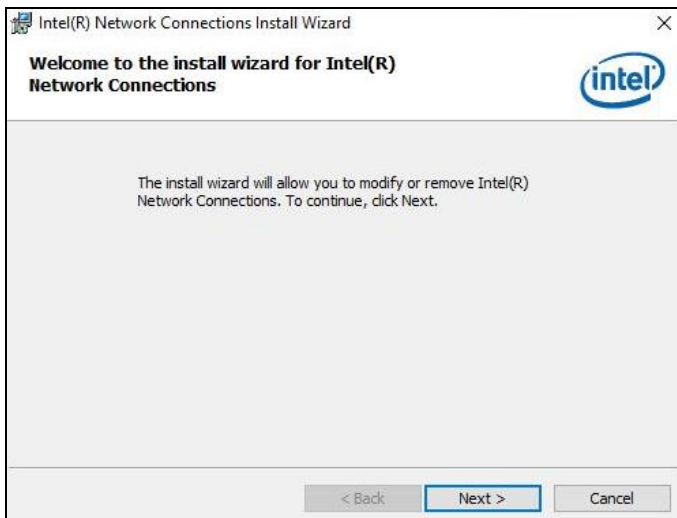 Intel(R) Network Connections Install Wizard
Welcome to the install wizard for Intel(R)
Network Connections
intel
The install wizard will allow you to modify or remove Intel(R)
Network Connections. To continue, click Next.
< Back
Next >
Cancel